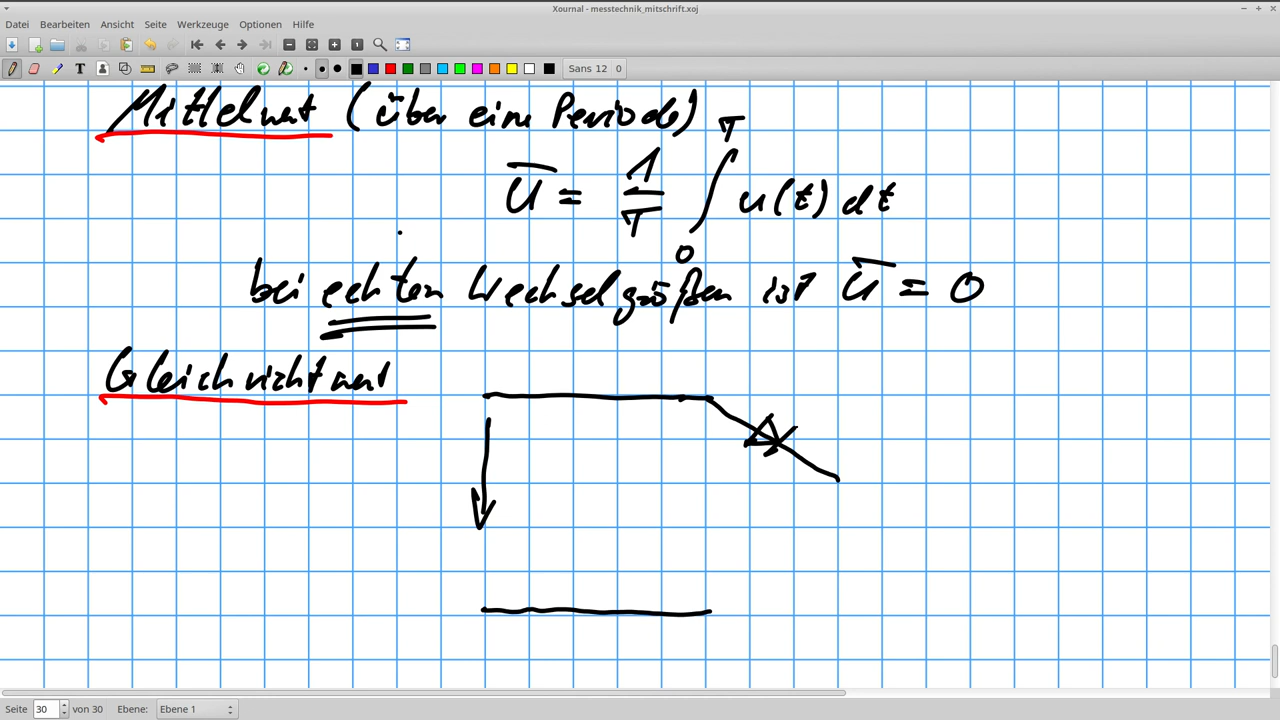 Xournal - messtechnik_mitschrift.xoj
Datei Bearbeiten Ansicht Seite Werkzeuge Optionen Hilfe
Sans 12 0
Mittelwert (über eine Periode)
U̅ = 1/T ∫₀ᵀ u(t) dt
bei echten Wechselgrößen ist U̅ = 0
Gleichrichtwert
Seite 30 von 30 Ebene: Ebene 1